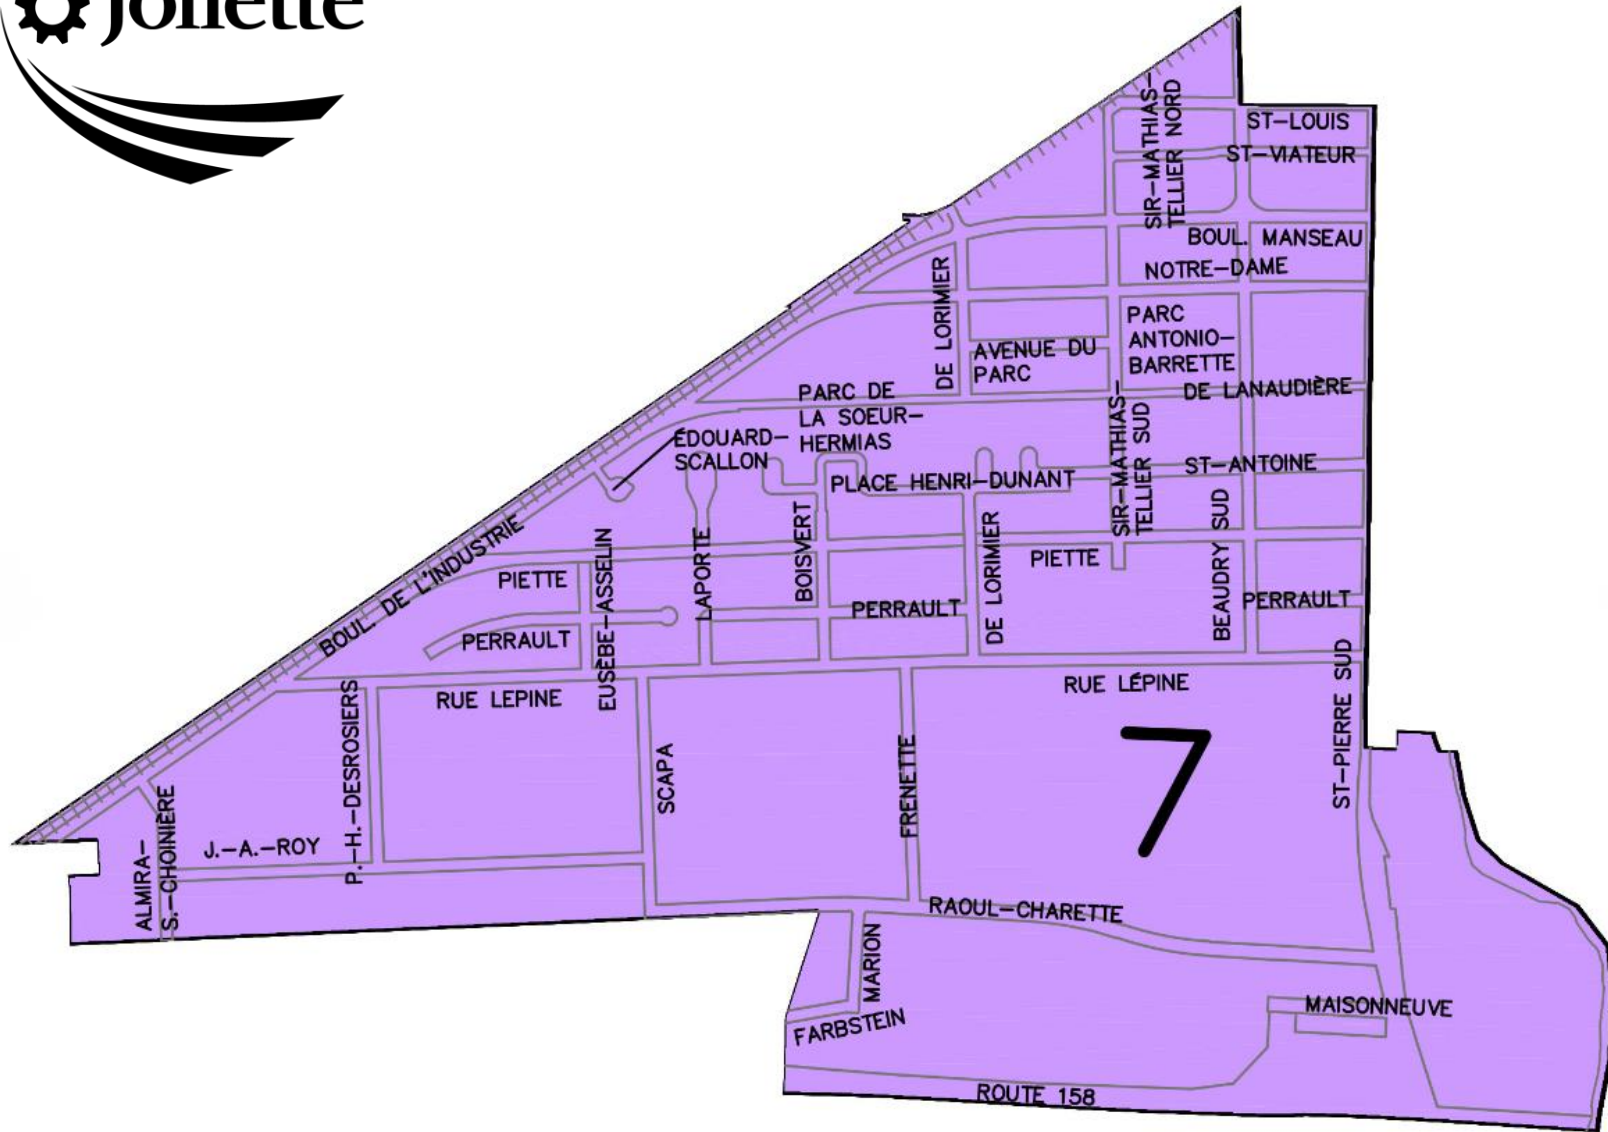 Joliette
SIR-MATHIAS-
TELLIER NORD
ST-LOUIS
ST-VIATEUR
BOUL. MANSEAU
NOTRE-DAME
DE LORIMIER
PARC
ANTONIO-
BARRETTE
AVENUE DU
PARC
DE LANAUDIÈRE
PARC DE
LA SOEUR-
HERMIAS
ÉDOUARD-
SCALLON
SIR-MATHIAS-
TELLIER SUD
ST-ANTOINE
PLACE HENRI-DUNANT
BOUL. DE L'INDUSTRIE
EUSÈBE-ASSELIN
LAPORTE
BOISVERT
DE LORIMIER
BEAUDRY SUD
PIETTE
PIETTE
PERRAULT
PERRAULT
PERRAULT
RUE LEPINE
RUE LÉPINE
ST-PIERRE SUD
P.-H.-DESROSIERS
SCAPA
FRENETTE
7
ALMIRA-
S.-CHOINIÈRE
J.-A.-ROY
RAOUL-CHARETTE
MARION
FARBSTEIN
MAISONNEUVE
ROUTE 158